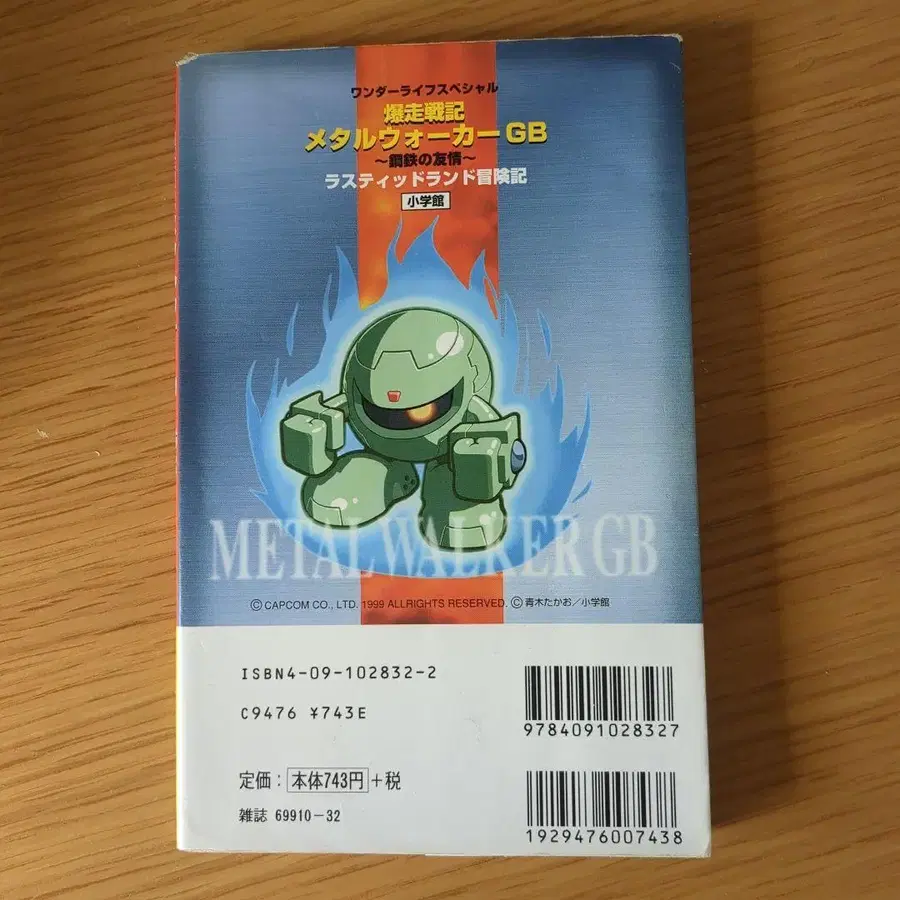 ワンダーライフスペシャル
爆走戦記
メタルウォーカーGB
～鋼鉄の友情～
ラスティッドランド冒険記
小学館
METAL WALKER GB
©CAPCOM CO., LTD. 1999 ALLRIGHTS RESERVED. ©青木たかお／小学館
ISBN4-09-102832-2
C9476 ¥743E
9784091028327
定価：本体743円+税
雑誌 69910-32
1929476007438